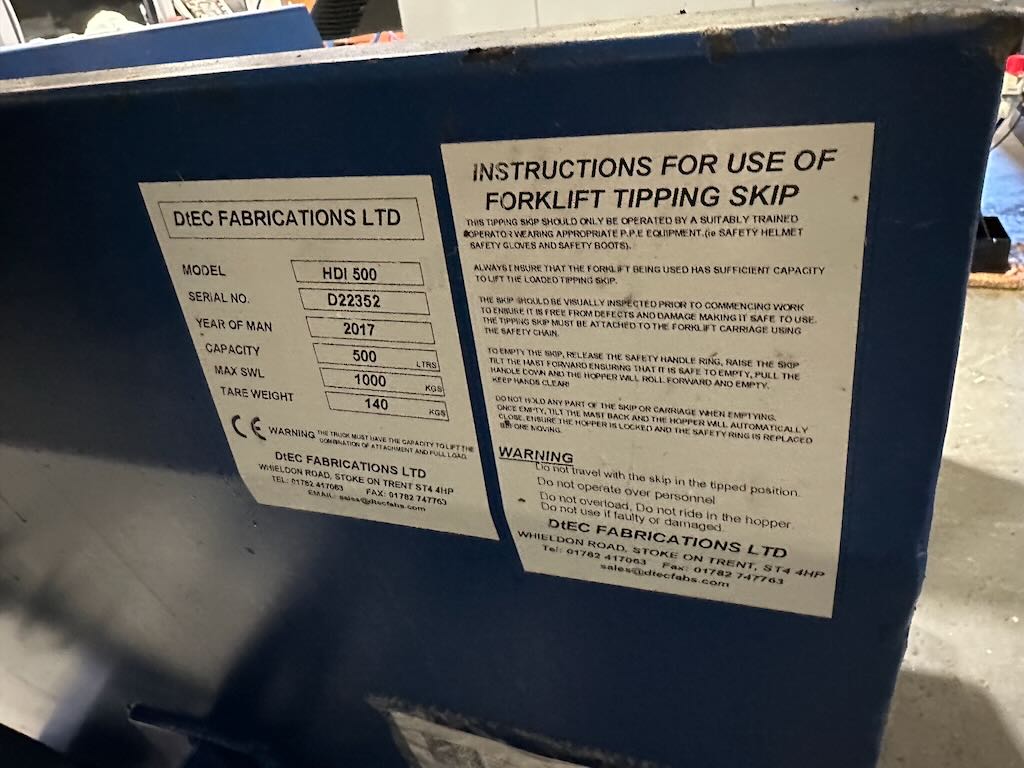 DtEC FABRICATIONS LTD
MODEL HDI 500
SERIAL NO. D22352
YEAR OF MAN 2017
CAPACITY 500 LTRS
MAX SWL 1000 KGS
TARE WEIGHT 140 KGS
CE WARNING THE TRUCK MUST HAVE THE CAPACITY TO LIFT THE
COMBINATION OF ATTACHMENT AND FULL LOAD.
DtEC FABRICATIONS LTD
WHIELDON ROAD, STOKE ON TRENT ST4 4HP
TEL: 01782 417063 FAX: 01782 747763
EMAIL: sales@dtecfabs.com
INSTRUCTIONS FOR USE OF
FORKLIFT TIPPING SKIP
THIS TIPPING SKIP SHOULD ONLY BE OPERATED BY A SUITABLY TRAINED
OPERATOR WEARING APPROPRIATE P.P.E EQUIPMENT.(ie SAFETY HELMET
SAFETY GLOVES AND SAFETY BOOTS).
ALWAYS ENSURE THAT THE FORKLIFT BEING USED HAS SUFFICIENT CAPACITY
TO LIFT THE LOADED TIPPING SKIP.
THE SKIP SHOULD BE VISUALLY INSPECTED PRIOR TO COMMENCING WORK
TO ENSURE IT IS FREE FROM DEFECTS AND DAMAGE MAKING IT SAFE TO USE.
THE TIPPING SKIP MUST BE ATTACHED TO THE FORKLIFT CARRIAGE USING
THE SAFETY CHAIN.
TO EMPTY THE SKIP, RELEASE THE SAFETY HANDLE RING, RAISE THE SKIP
TILT THE MAST FORWARD ENSURING THAT IT IS SAFE TO EMPTY, PULL THE
HANDLE DOWN AND THE HOPPER WILL ROLL FORWARD AND EMPTY.
KEEP HANDS CLEAR!
DO NOT HOLD ANY PART OF THE SKIP OR CARRIAGE WHEN EMPTYING.
ONCE EMPTY, TILT THE MAST BACK AND THE HOPPER WILL AUTOMATICALLY
CLOSE, ENSURE THE HOPPER IS LOCKED AND THE SAFETY RING IS REPLACED
BEFORE MOVING.
WARNING
Do not travel with the skip in the tipped position.
Do not operate over personnel
Do not overload, Do not ride in the hopper.
Do not use if faulty or damaged.
DtEC FABRICATIONS LTD
WHIELDON ROAD, STOKE ON TRENT, ST4 4HP
Tel: 01782 417063 Fax: 01782 747763
sales@dtecfabs.com